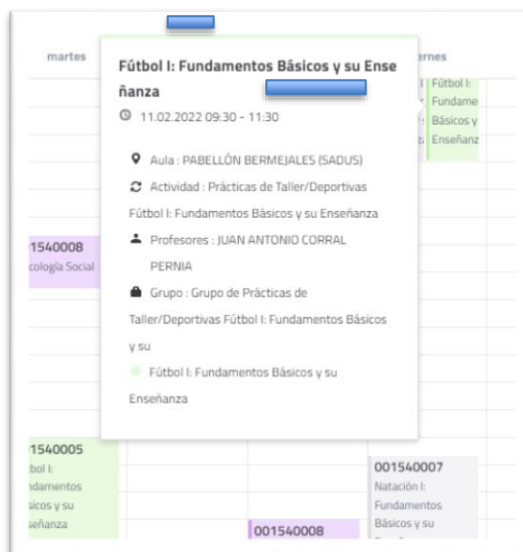 martes
ernes
Fútbol I: Fundamentos Básicos y su Ense
ñanza
11.02.2022 09:30 - 11:30
Aula : PABELLÓN BERMEJALES (SADUS)
Actividad : Prácticas de Taller/Deportivas
Fútbol I: Fundamentos Básicos y su Enseñanza
Profesores : JUAN ANTONIO CORRAL
PERNIA
Grupo : Grupo de Prácticas de
Taller/Deportivas Fútbol I: Fundamentos Básicos
y su
Fútbol I: Fundamentos Básicos y su
Enseñanza
Fútbol I:
Fundame
Básicos y
Enseñanz
1540008
cología Social
1540005
tbol I:
ndamentos
sicos y su
señanza
001540008
001540007
Natación I:
Fundamentos
Básicos y su